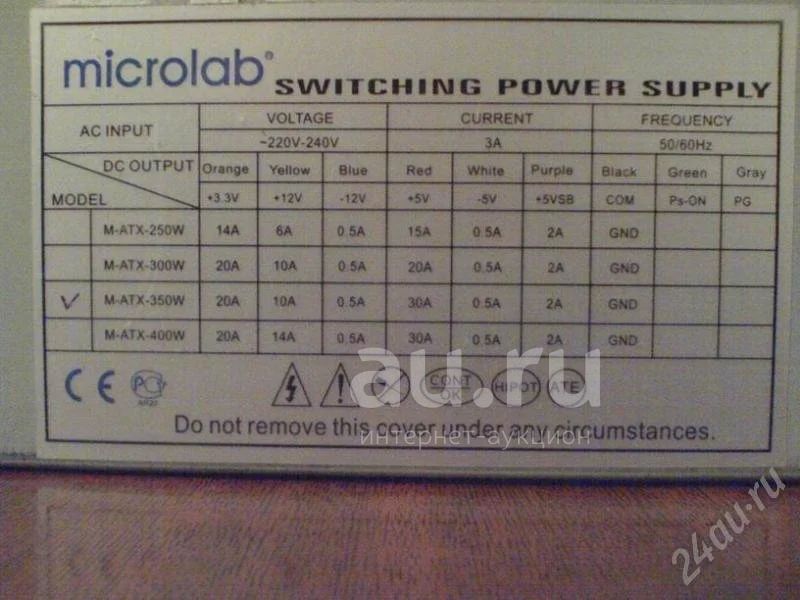 microlab® SWITCHING POWER SUPPLY
AC INPUT VOLTAGE CURRENT FREQUENCY
~220V-240V 3A 50/60Hz
DC OUTPUT Orange Yellow Blue Red White Purple Black Green Gray
MODEL +3.3V +12V -12V +5V -5V +5VSB COM Ps-ON PG
M-ATX-250W 14A 6A 0.5A 15A 0.5A 2A GND
M-ATX-300W 20A 10A 0.5A 20A 0.5A 2A GND
M-ATX-350W 20A 10A 0.5A 30A 0.5A 2A GND
M-ATX-400W 20A 14A 0.5A 30A 0.5A 2A GND
CE CONT OK HIPOT ATE
au.ru
интернет-аукцион
Do not remove this cover under any circumstances.
24au.ru